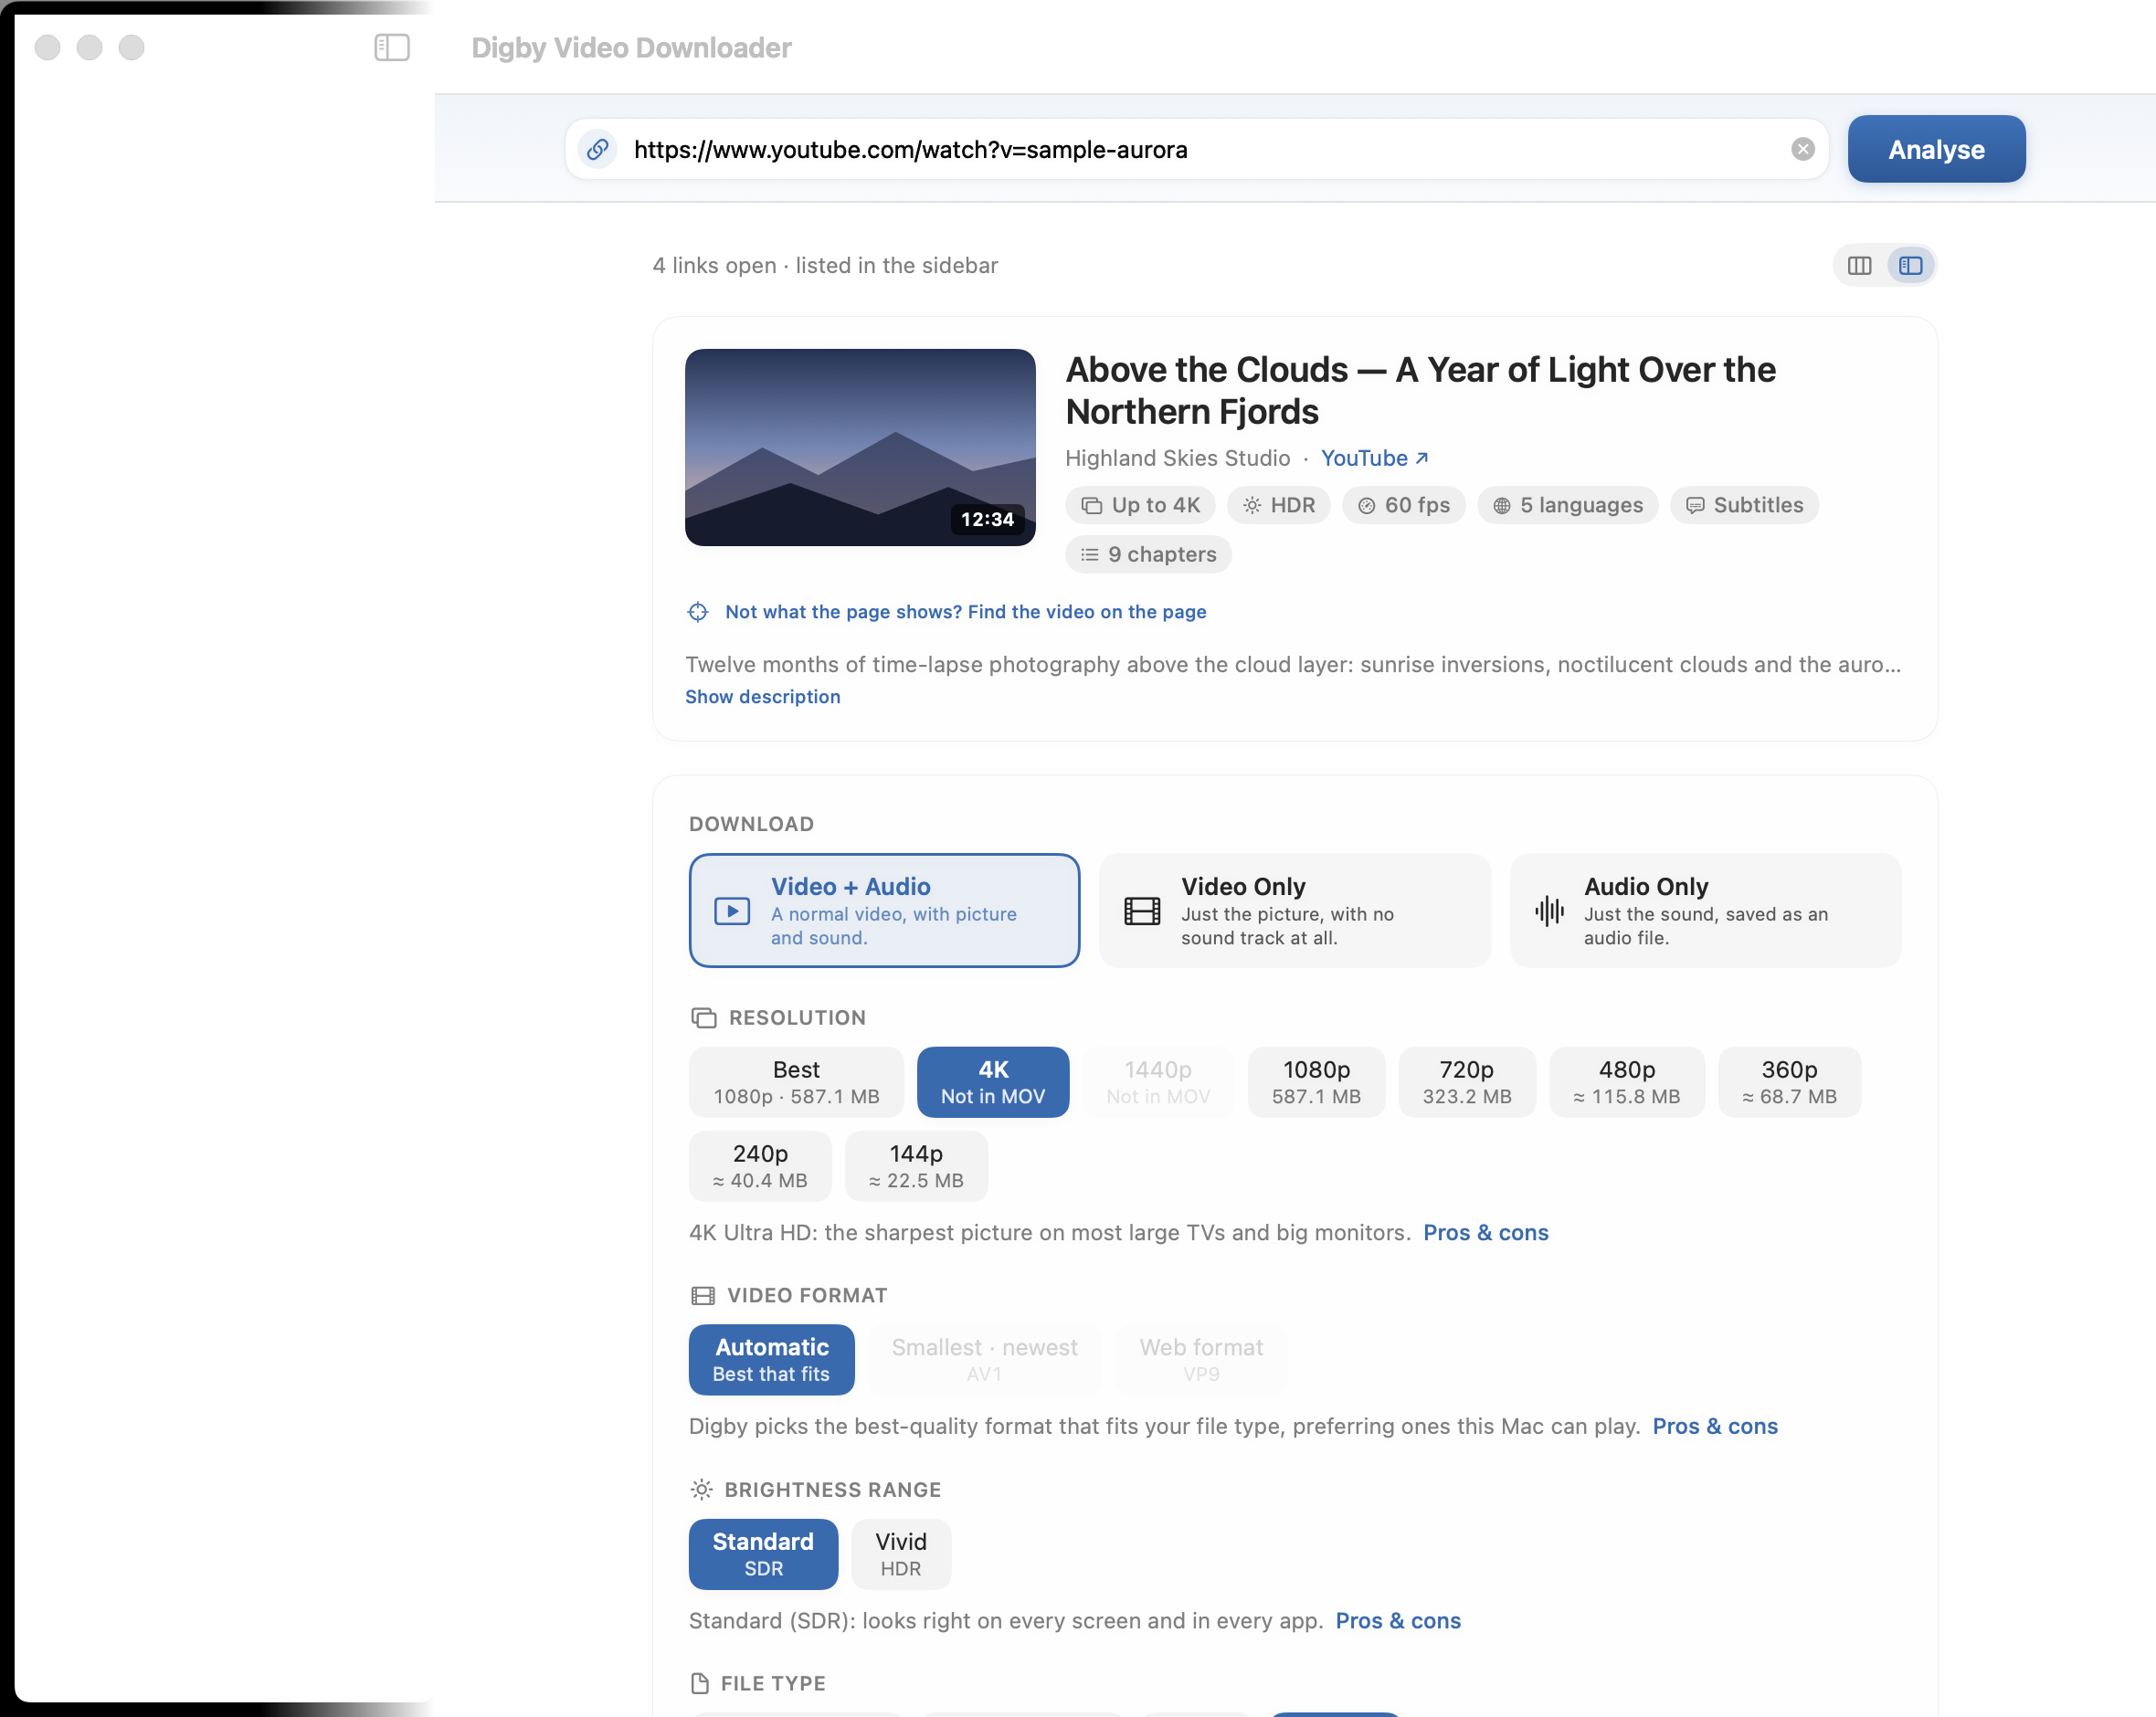 Digby Video Downloader
https://www.youtube.com/watch?v=sample-aurora
Analyse
4 links open · listed in the sidebar
Above the Clouds — A Year of Light Over the
Northern Fjords
Highland Skies Studio · YouTube ↗
Up to 4K HDR 60 fps 5 languages Subtitles
9 chapters
12:34
Not what the page shows? Find the video on the page
Twelve months of time-lapse photography above the cloud layer: sunrise inversions, noctilucent clouds and the auro...
Show description
DOWNLOAD
Video + Audio
A normal video, with picture
and sound.
Video Only
Just the picture, with no
sound track at all.
Audio Only
Just the sound, saved as an
audio file.
RESOLUTION
Best
1080p · 587.1 MB
4K
Not in MOV
1440p
Not in MOV
1080p
587.1 MB
720p
323.2 MB
480p
≈ 115.8 MB
360p
≈ 68.7 MB
240p
≈ 40.4 MB
144p
≈ 22.5 MB
4K Ultra HD: the sharpest picture on most large TVs and big monitors. Pros & cons
VIDEO FORMAT
Automatic
Best that fits
Smallest · newest
AV1
Web format
VP9
Digby picks the best-quality format that fits your file type, preferring ones this Mac can play. Pros & cons
BRIGHTNESS RANGE
Standard
SDR
Vivid
HDR
Standard (SDR): looks right on every screen and in every app. Pros & cons
FILE TYPE